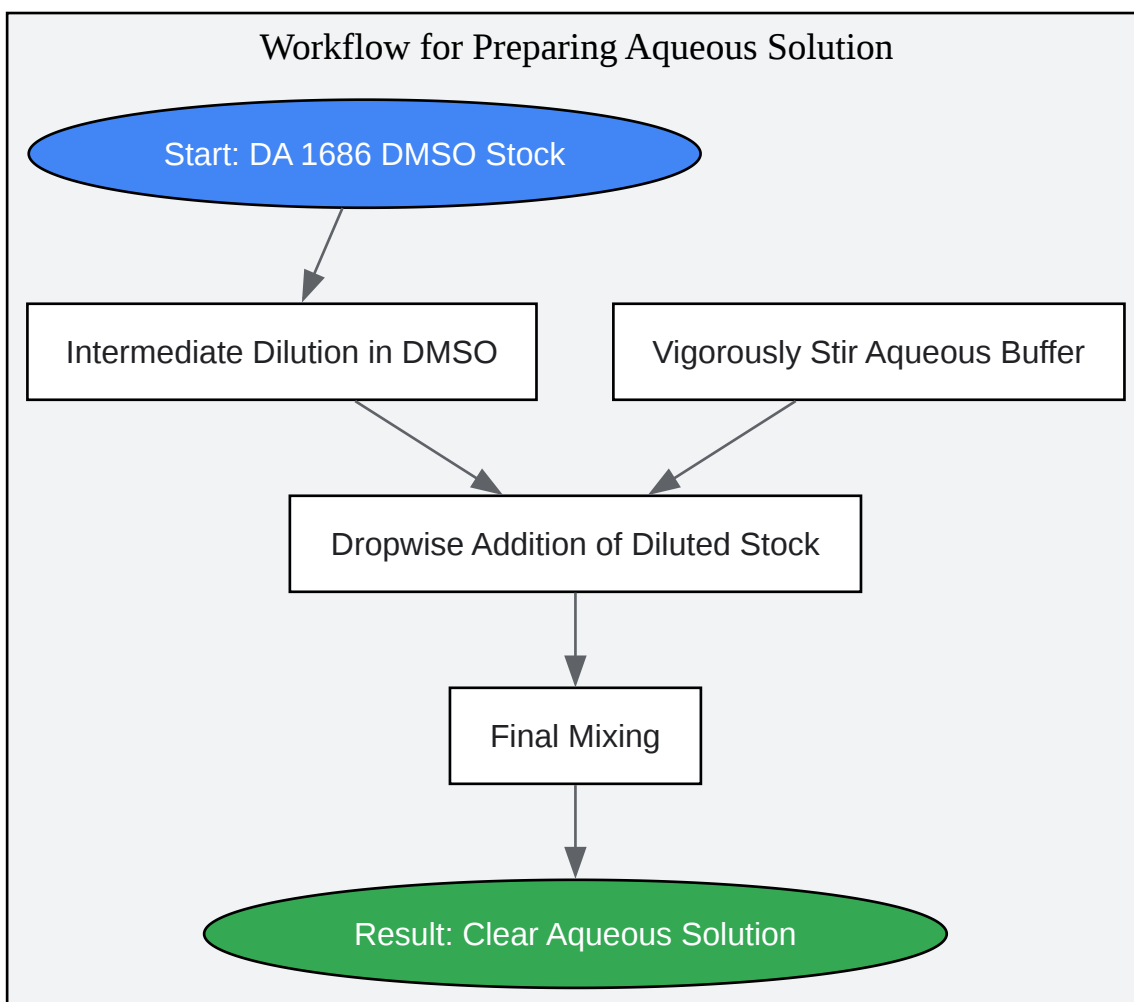 Workflow for Preparing Aqueous Solution
Start: DA 1686 DMSO Stock
Intermediate Dilution in DMSO
Vigorously Stir Aqueous Buffer
Dropwise Addition of Diluted Stock
Final Mixing
Result: Clear Aqueous Solution